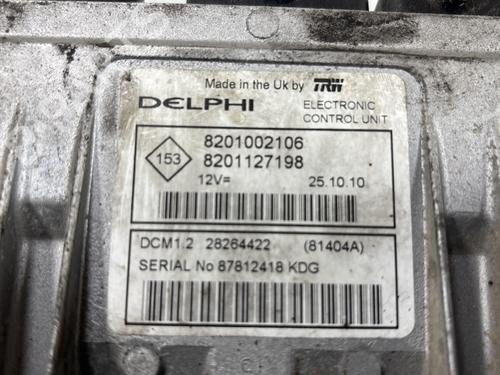 Made in the Uk by TRW
DELPHI ELECTRONIC CONTROL UNIT
153
8201002106
8201127198
12V= 25.10.10
DCM1.2 28264422 (81404A)
SERIAL No 87812418 KDG